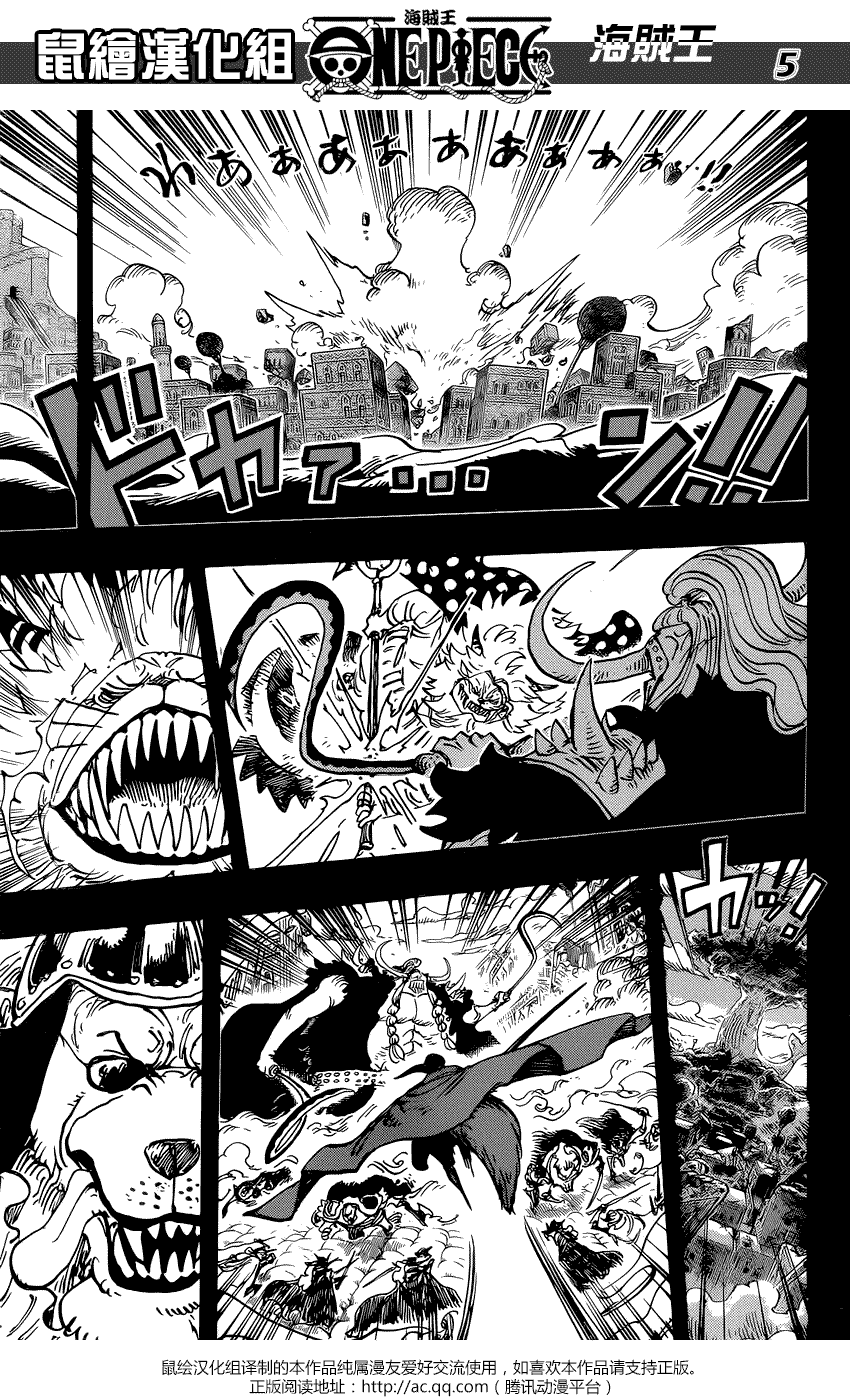 鼠繪漢化組
海賊王
ONE PIECE
海賊王
5
わぁぁぁあぁぁあぁぁぁ…!!
ドカァ...ン!!
カッ!
鼠绘汉化组译制的本作品纯属漫友爱好交流使用，如喜欢本作品请支持正版。
正版阅读地址：http://ac.qq.com（腾讯动漫平台）